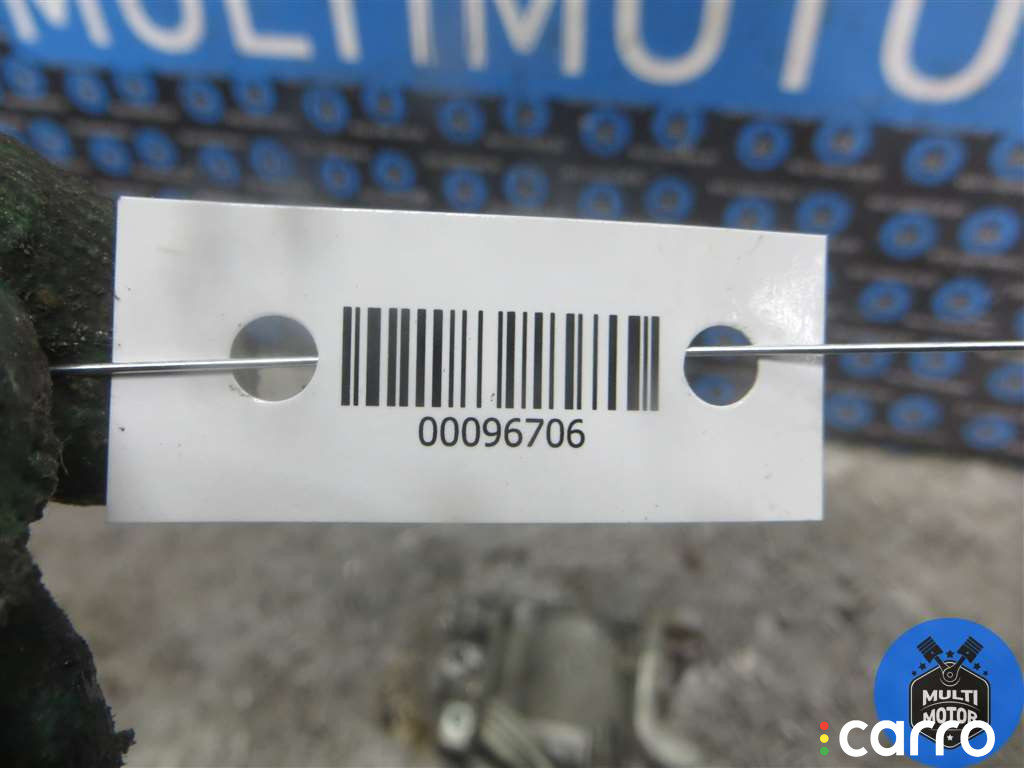 MULTIMOTO
00096706
MULTI
MOTOR
carro